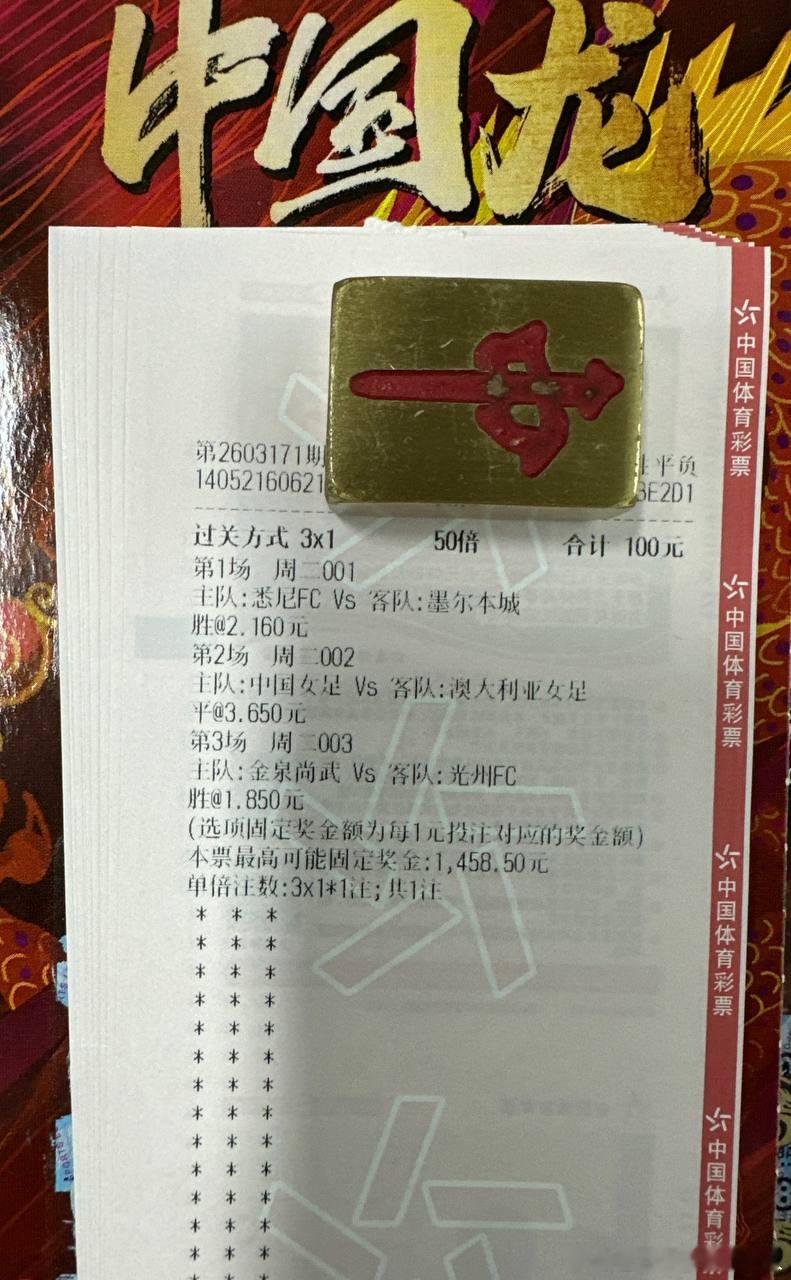 中国龙
第2603171期 胜平负
14052160621 BE2D1
过关方式 3x1 50倍 合计 100元
第1场 周二001
主队:悉尼FC Vs 客队:墨尔本城
胜@2.160元
第2场 周二002
主队:中国女足 Vs 客队:澳大利亚女足
平@3.650元
第3场 周二003
主队:金泉尚武 Vs 客队:光州FC
胜@1.850元
(选项固定奖金额为每1元投注对应的奖金额)
本票最高可能固定奖金:1,458.50元
单倍注数:3x1*1注;共1注
* * *
* * *
* * *
* * *
* * *
* * *
* * *
* * *
* * *
* * *
* * *
* * *
* * *
* * *
中
中国体育彩票
中国体育彩票
中国体育彩票
中国体育彩